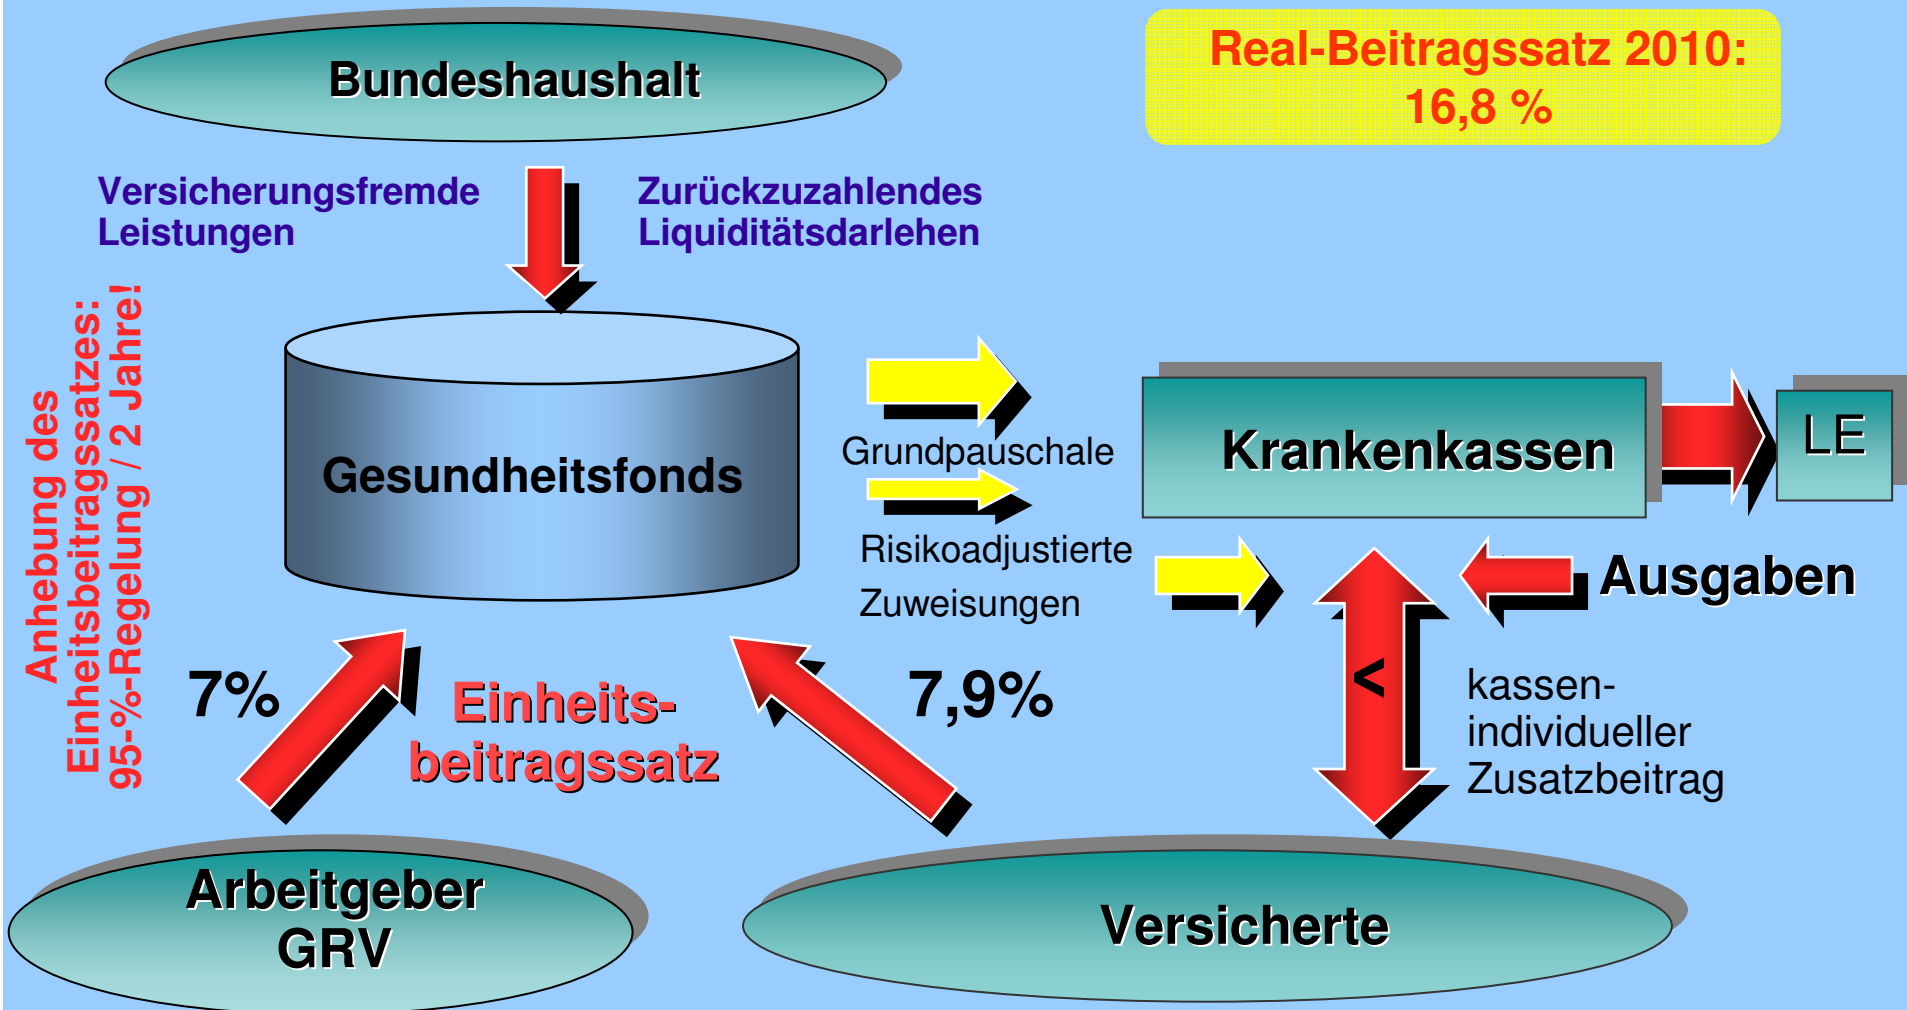 Bundeshaushalt
Real-Beitragssatz 2010:
16,8 %
Versicherungsfremde
Leistungen
Zurückzuzahlendes
Liquiditätsdarlehen
Anhebung des
Einheitsbeitragssatzes:
95-%-Regelung / 2 Jahre!
Gesundheitsfonds
Grundpauschale
Risikoadjustierte
Zuweisungen
Krankenkassen
LE
Ausgaben
7%
Einheits-
beitragssatz
7,9%
<
kassen-
individueller
Zusatzbeitrag
Arbeitgeber
GRV
Versicherte